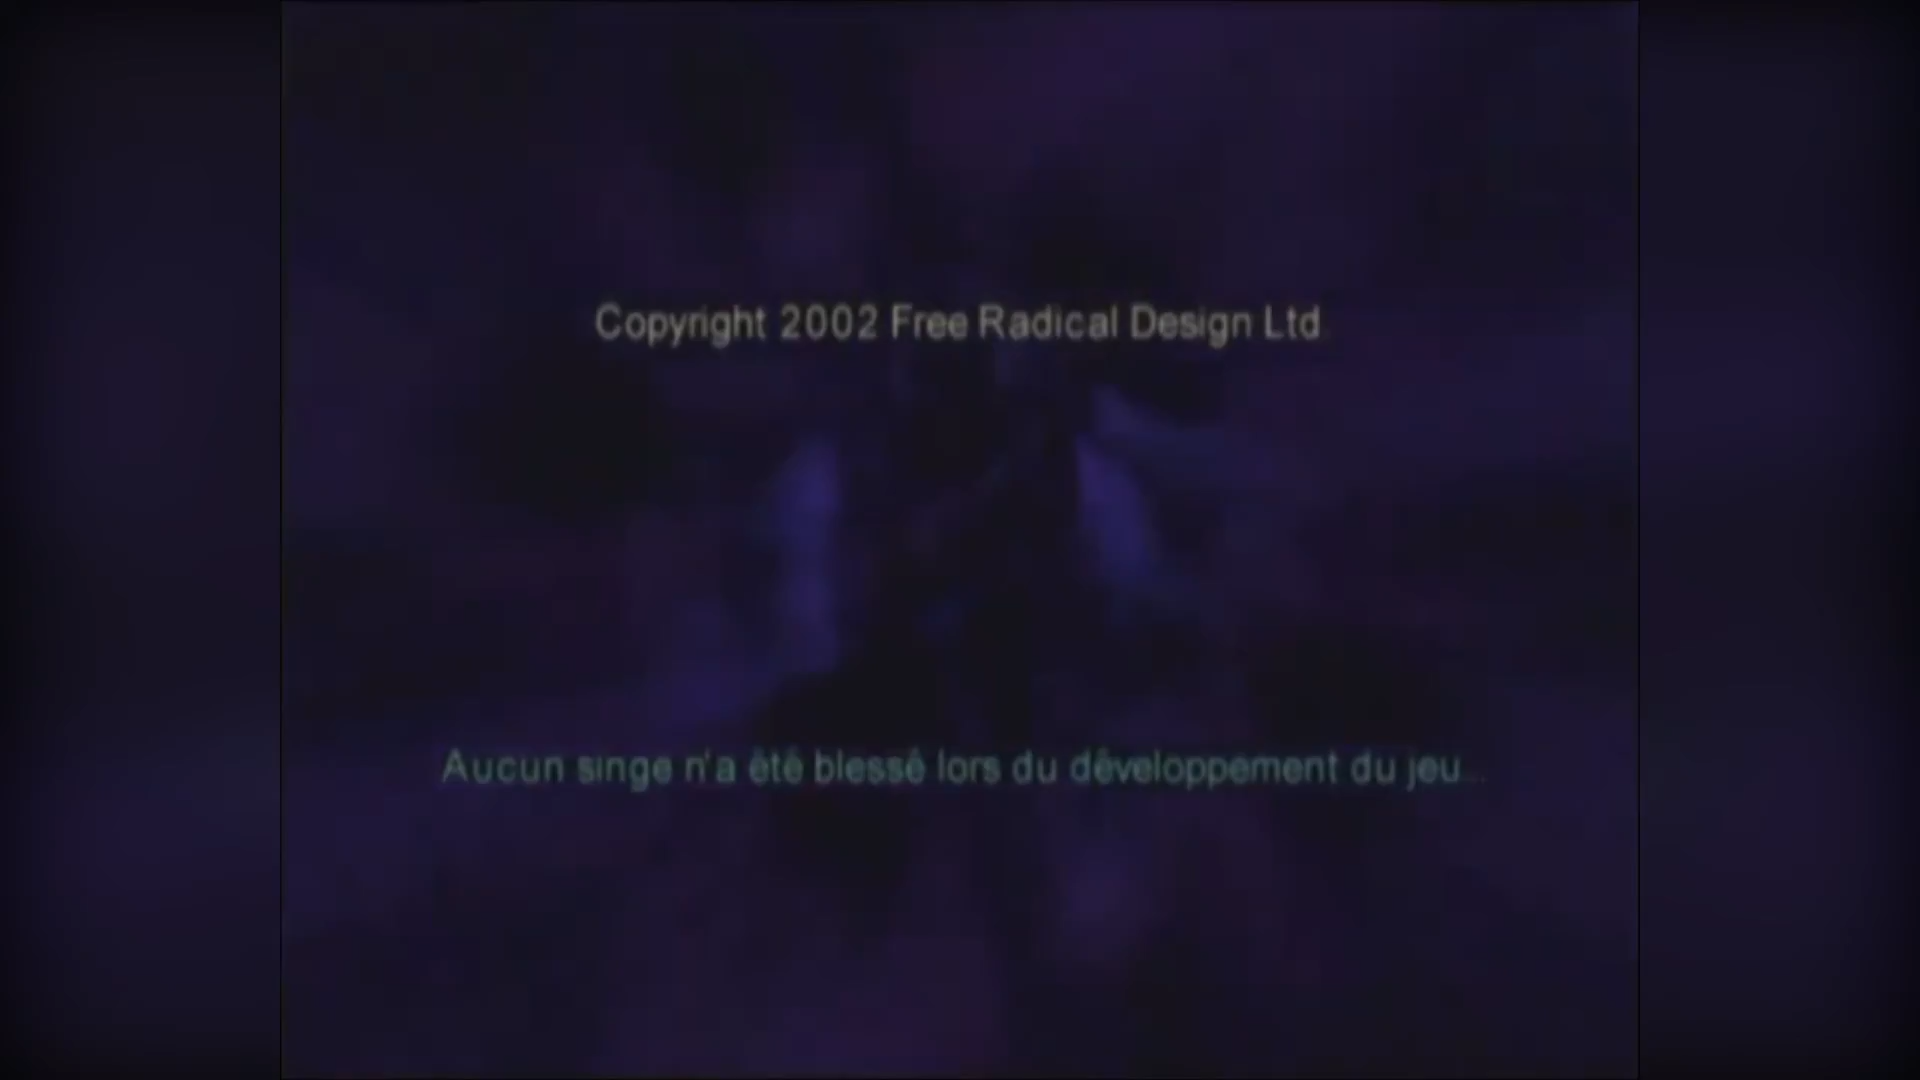 Copyright 2002 Free Radical Design Ltd
Aucun singe n'a été blessé lors du développement du jeu...